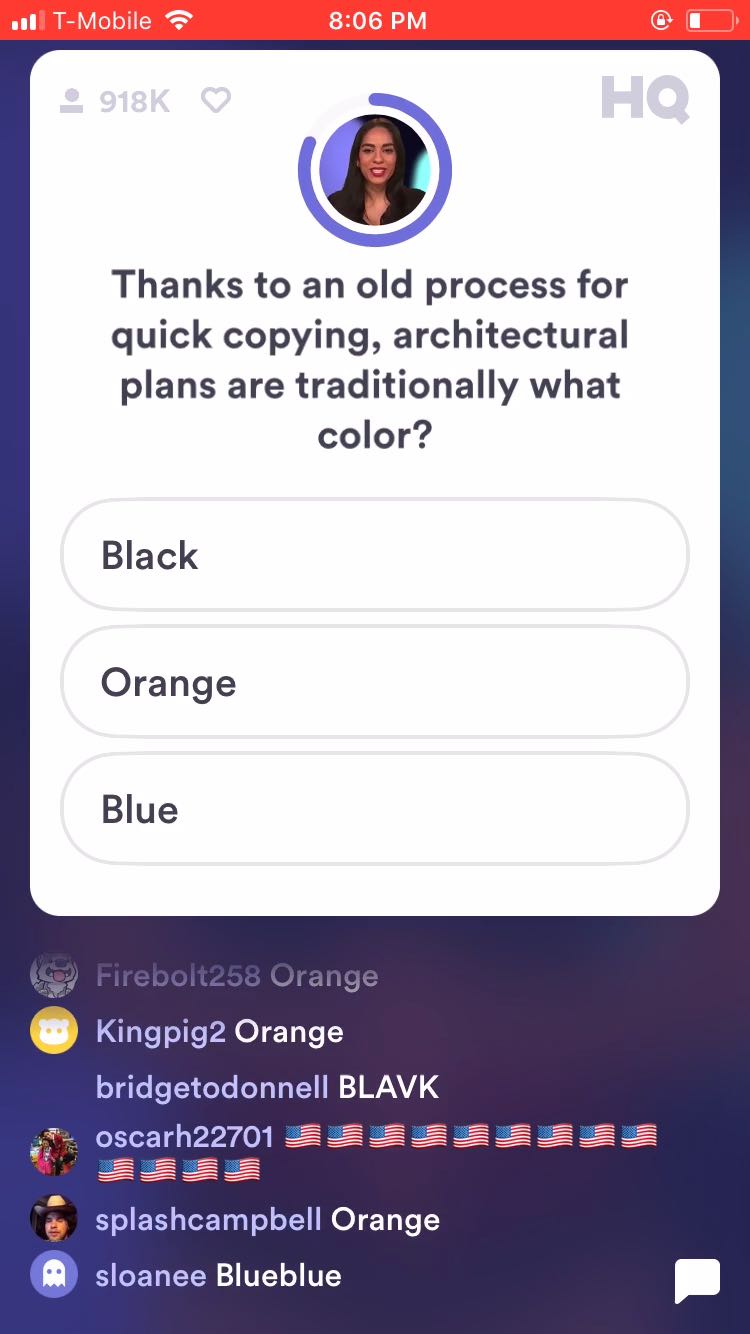 T-Mobile 8:06 PM
918K HQ
Thanks to an old process for
quick copying, architectural
plans are traditionally what
color?
Black
Orange
Blue
Firebolt258 Orange
Kingpig2 Orange
bridgetodonnell BLAVK
oscarh22701 🇺🇸🇺🇸🇺🇸🇺🇸🇺🇸🇺🇸🇺🇸🇺🇸🇺🇸
🇺🇸🇺🇸🇺🇸🇺🇸
splashcampbell Orange
sloanee Blueblue